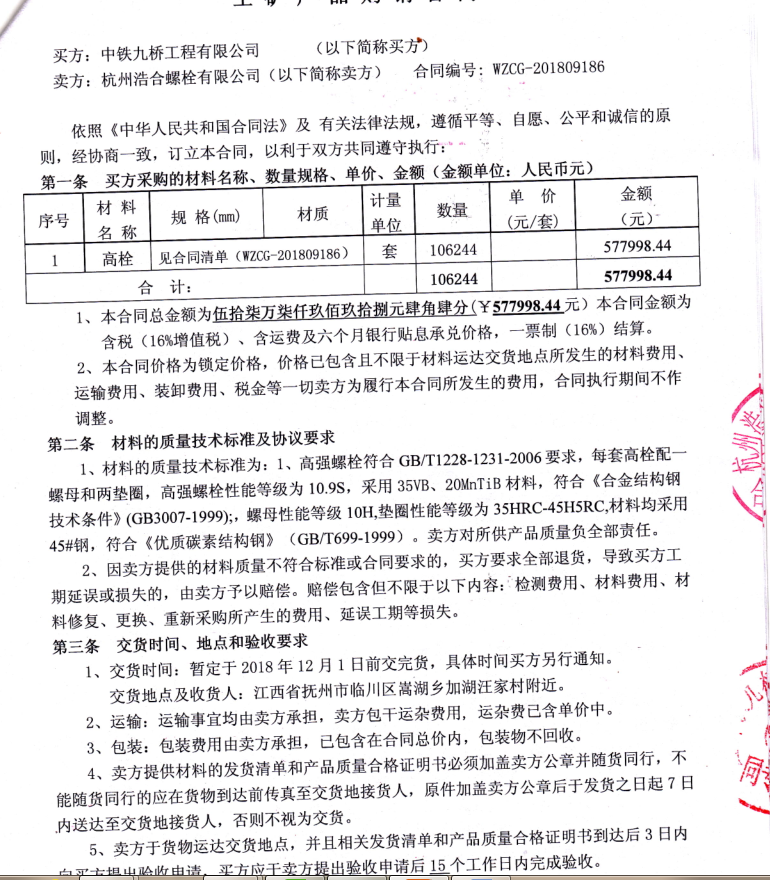 买方：中铁九桥工程有限公司 （以下简称买方）
卖方：杭州浩合螺栓有限公司（以下简称卖方） 合同编号: WZCG-201809186
依照《中华人民共和国合同法》及 有关法律法规，遵循平等、自愿、公平和诚信的原
则，经协商一致，订立本合同，以利于双方共同遵守执行：
第一条 买方采购的材料名称、数量规格、单价、金额（金额单位：人民币元）
序号 材 料 名 称 规 格(mm) 材质 计量单位 数量 单 价 (元/套) 金额 （元）
1 高栓 见合同清单（WZCG-201809186） 套 106244 577998.44
合 计： 106244 577998.44
1、本合同总金额为伍拾柒万柒仟玖佰玖拾捌元肆角肆分(￥577998.44 元）本合同金额为
含税（16%增值税）、含运费及六个月银行贴息承兑价格，一票制（16%）结算。
2、本合同价格为锁定价格，价格已包含且不限于材料运达交货地点所发生的材料费用、
运输费用、装卸费用、税金等一切卖方为履行本合同所发生的费用，合同执行期间不作
调整。
第二条 材料的质量技术标准及协议要求
1、材料的质量技术标准为：1、高强螺栓符合 GB/T1228-1231-2006 要求，每套高栓配一
螺母和两垫圈，高强螺栓性能等级为 10.9S，采用 35VB、20MnTiB 材料，符合《合金结构钢
技术条件》(GB3007-1999);，螺母性能等级 10H,垫圈性能等级为 35HRC-45H5RC,材料均采用
45#钢，符合《优质碳素结构钢》（GB/T699-1999）。卖方对所供产品质量负全部责任。
2、因卖方提供的材料质量不符合标准或合同要求的，买方要求全部退货，导致买方工
期延误或损失的，由卖方予以赔偿。赔偿包含但不限于以下内容：检测费用、材料费用、材
料修复、更换、重新采购所产生的费用、延误工期等损失。
第三条 交货时间、地点和验收要求
1、交货时间：暂定于 2018 年 12 月 1 日前交完货，具体时间买方另行通知。
交货地点及收货人：江西省抚州市临川区嵩湖乡加湖汪家村附近。
2、运输：运输事宜均由卖方承担，卖方包干运杂费用，运杂费已含单价中。
3、包装：包装费用由卖方承担，已包含在合同总价内，包装物不回收。
4、卖方提供材料的发货清单和产品质量合格证明书必须加盖卖方公章并随货同行，不
能随货同行的应在货物到达前传真至交货地接货人，原件加盖卖方公章后于发货之日起 7 日
内送达至交货地接货人，否则不视为交货。
5、卖方于货物运达交货地点，并且相关发货清单和产品质量合格证明书到达后 3 日内
向买方提出验收申请，买方应于卖方提出验收申请后 15 个工作日内完成验收。
杭州浩